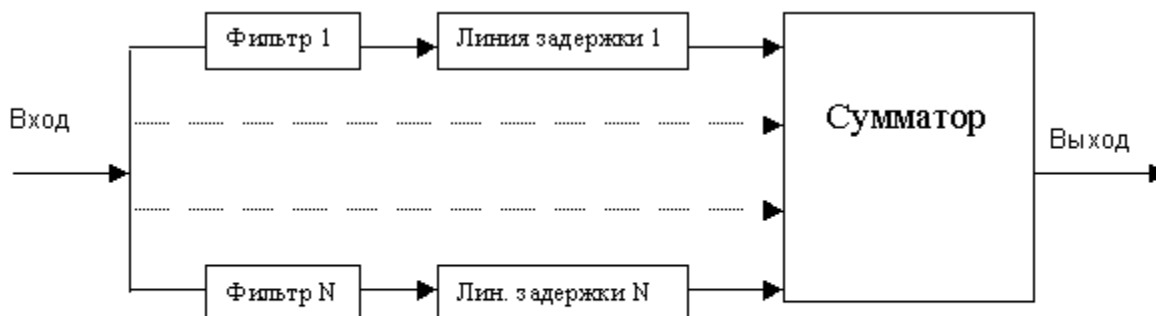 Фильтр 1
Линия задержки 1
Вход
Сумматор
Выход
Фильтр N
Лин. задержки N